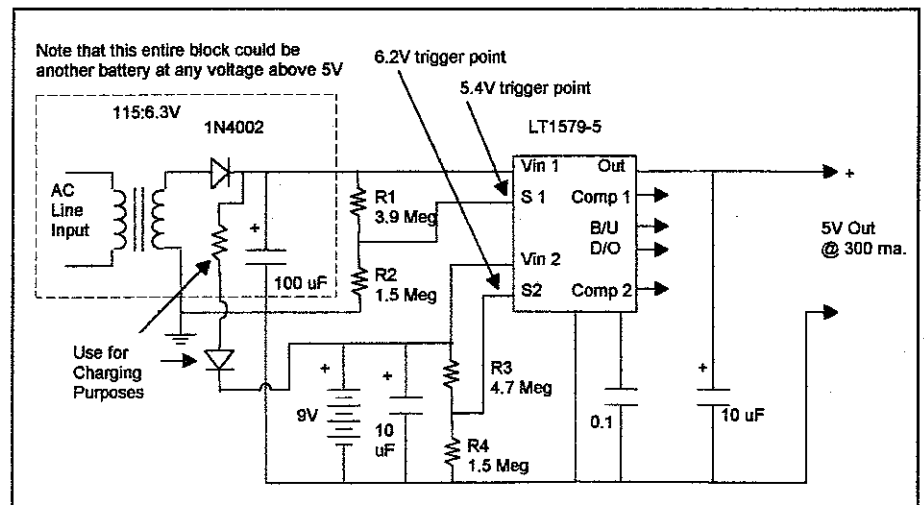 Note that this entire block could be
another battery at any voltage above 5V
6.2V trigger point
5.4V trigger point
115:6.3V
1N4002
LT1579-5
AC
Line
Input
+
100 uF
R1
3.9 Meg
R2
1.5 Meg
Vin 1
Out
S 1
Comp 1
B/U
D/O
Vin 2
S2
Comp 2
+
5V Out
@ 300 ma.
Use for
Charging
Purposes
+
9V
+
10
uF
R3
4.7 Meg
R4
1.5 Meg
0.1
+
10 uF